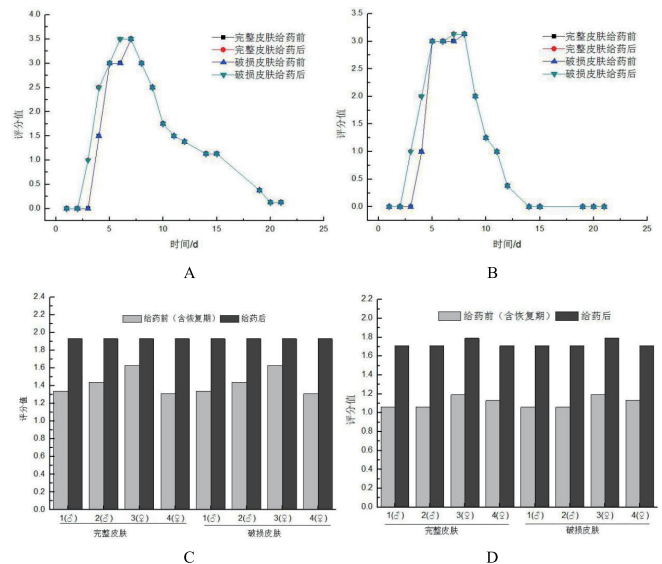 4.0
3.5
3.0
2.5
2.0
1.5
1.0
0.5
0.0
评分值
完整皮肤给药前
完整皮肤给药后
破损皮肤给药前
破损皮肤给药后
0 5 10 15 20 25
时间/d
A
3.5
3.0
2.5
2.0
1.5
1.0
0.5
0.0
评分值
完整皮肤给药前
完整皮肤给药后
破损皮肤给药前
破损皮肤给药后
0 5 10 15 20 25
时间/d
B
2.4
2.2
2.0
1.8
1.6
1.4
1.2
1.0
0.8
0.6
0.4
0.2
0.0
评分值
给药前（含恢复期） 给药后
1(♂) 2(♂) 3(♀) 4(♀) 1(♂) 2(♂) 3(♀) 4(♀)
完整皮肤 破损皮肤
C
2.2
2.0
1.8
1.6
1.4
1.2
1.0
0.8
0.6
0.4
0.2
0.0
评分值
给药前（含恢复期） 给药后
1(♂) 2(♂) 3(♀) 4(♀) 1(♂) 2(♂) 3(♀) 4(♀)
完整皮肤 破损皮肤
D